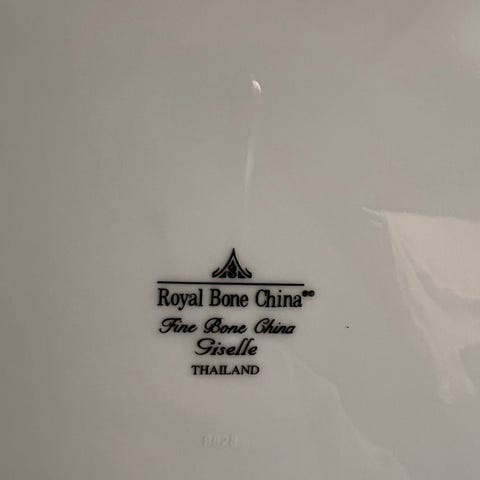 Royal Bone China
Fine Bone China
Giselle
THAILAND